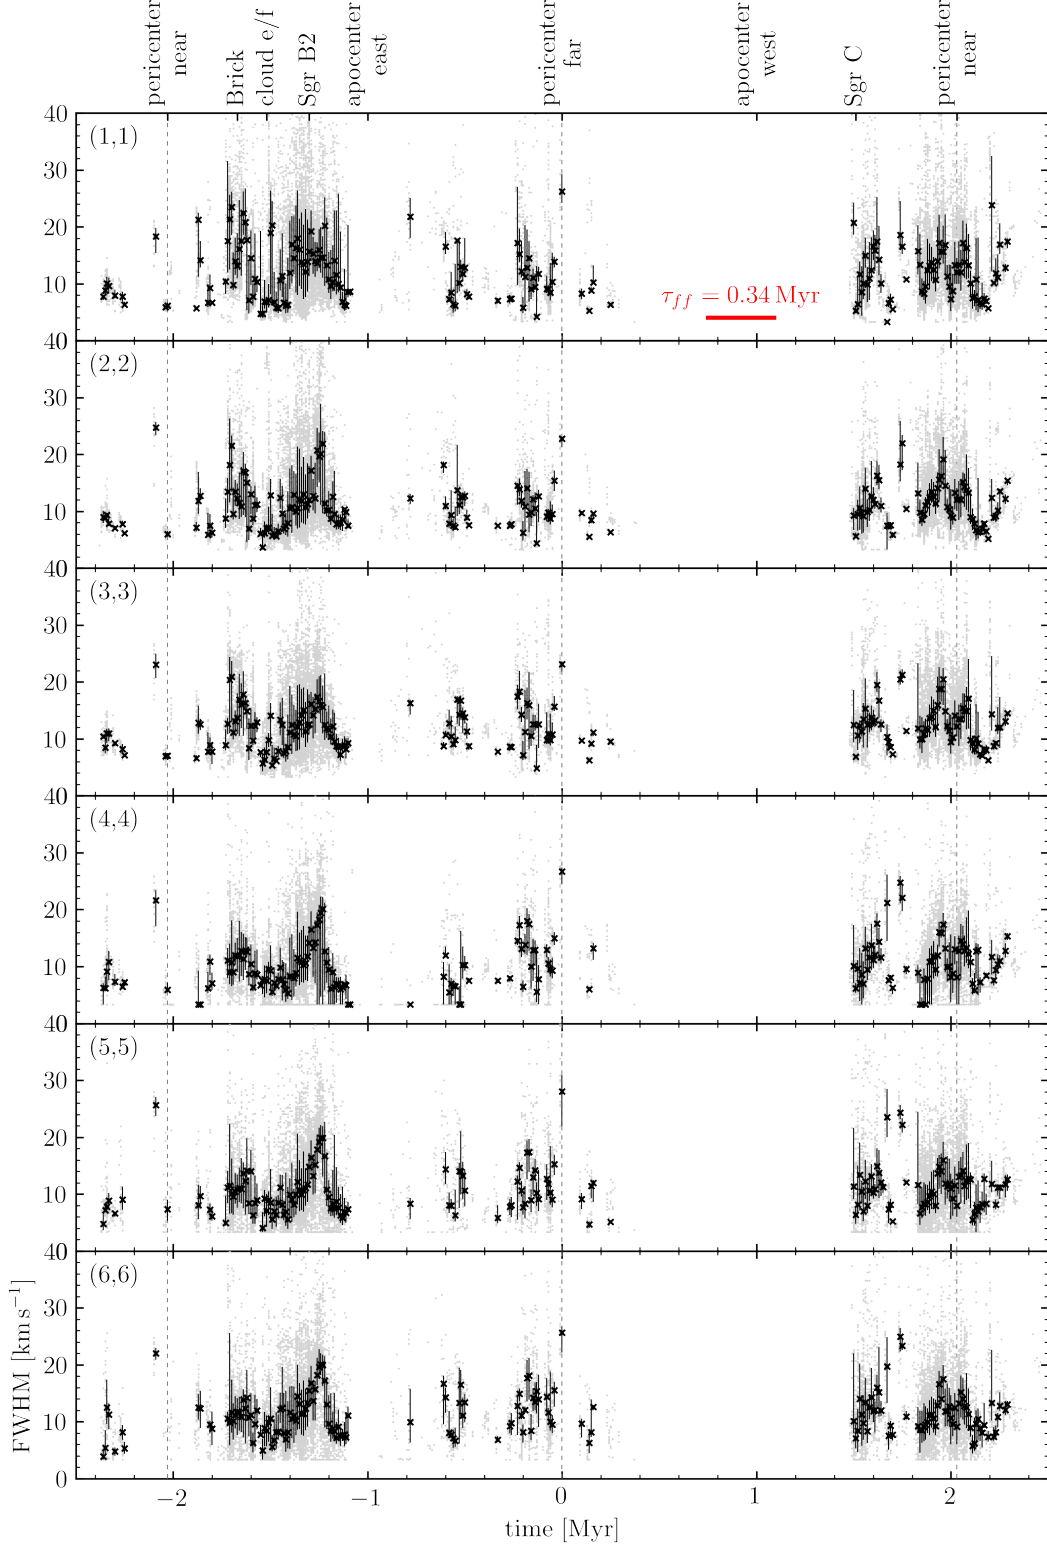 pericenter
near
Brick
cloud e/f
Sgr B2
apocenter
east
pericenter
far
apocenter
west
Sgr C
pericenter
near
40
(1,1)
30
20
τff = 0.34 Myr
10
40
(2,2)
30
20
10
40
(3,3)
30
20
10
40
(4,4)
30
20
10
40
(5,5)
30
20
10
40
(6,6)
30
20
10
0
FWHM [km s⁻¹]
−2
−1
0
1
2
time [Myr]